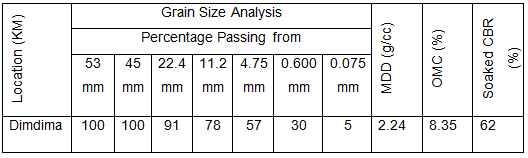 Location (KM)
Grain Size Analysis
Percentage Passing from
53 mm
45 mm
22.4 mm
11.2 mm
4.75 mm
0.600 mm
0.075 mm
MDD (g/cc)
OMC (%)
Soaked CBR (%)
Dimdima 100 100 91 78 57 30 5 2.24 8.35 62